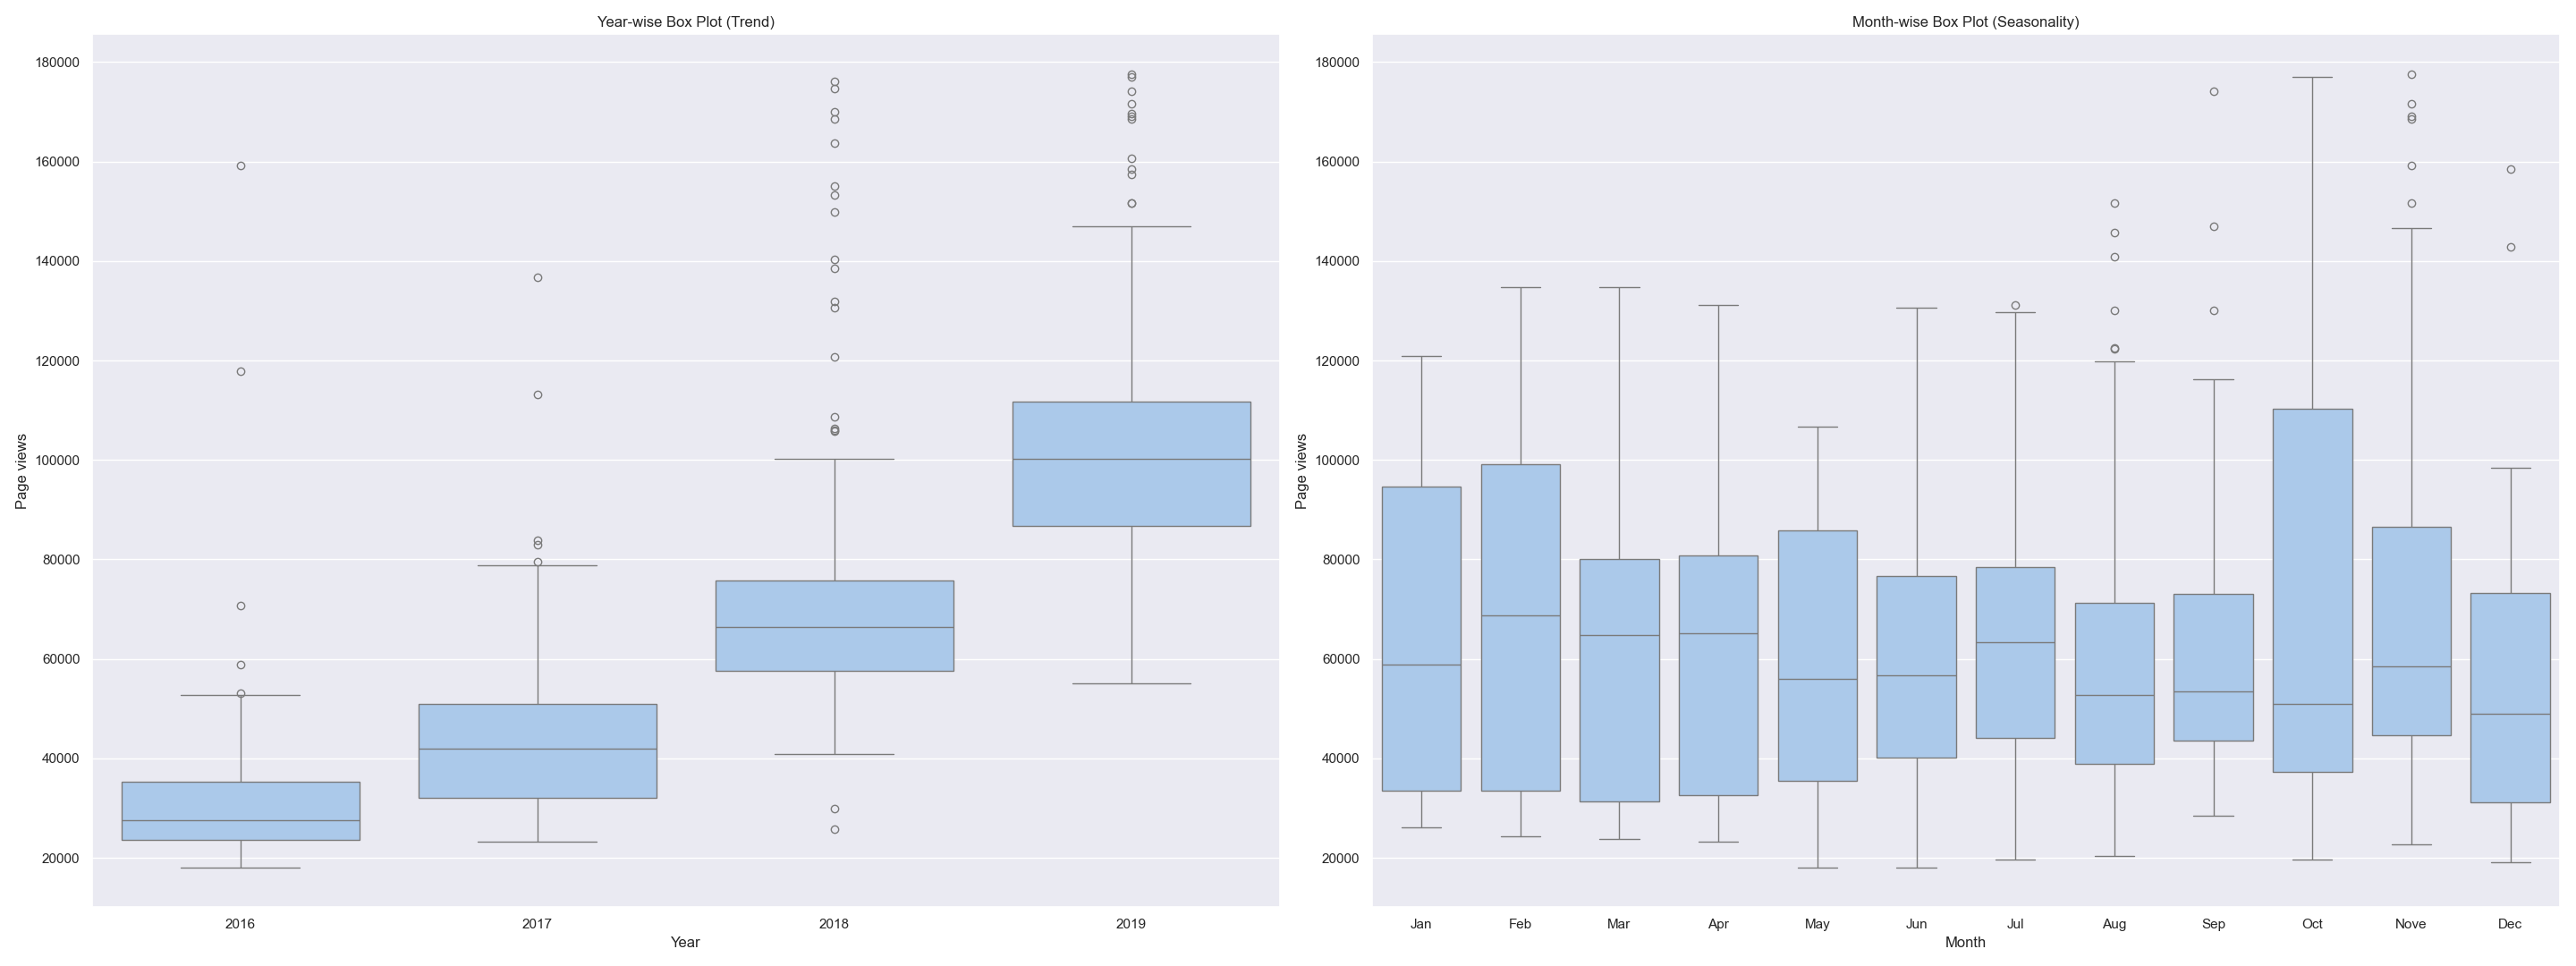 Year-wise Box Plot (Trend)
180000
160000
140000
120000
100000
80000
60000
40000
20000
Page views
2016 2017 2018 2019
Year
Month-wise Box Plot (Seasonality)
180000
160000
140000
120000
100000
80000
60000
40000
20000
Page views
Jan Feb Mar Apr May Jun Jul Aug Sep Oct Nove Dec
Month